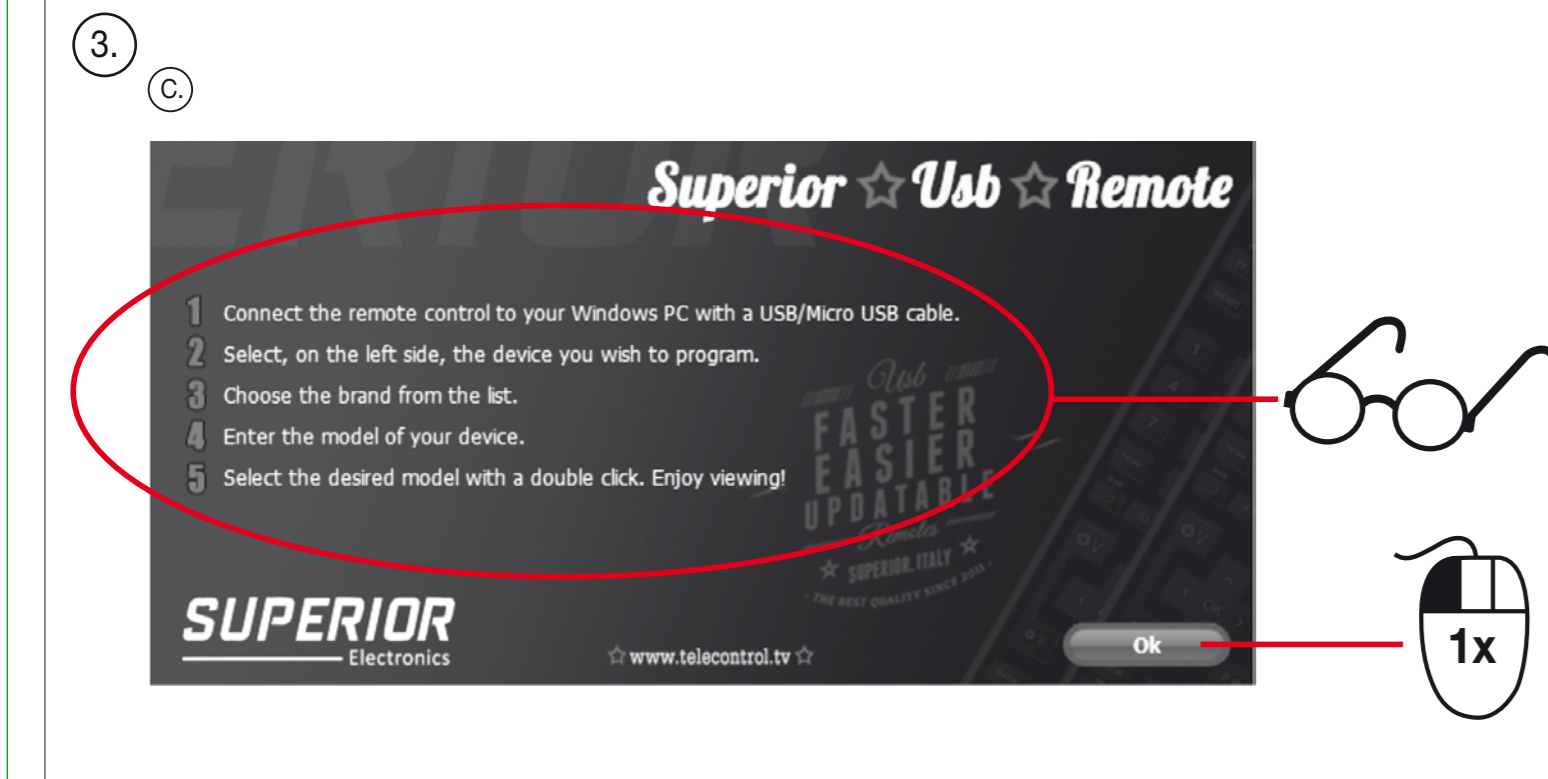 3.
C.
ERIOR
Superior ☆ Usb ☆ Remote
1 Connect the remote control to your Windows PC with a USB/Micro USB cable.
2 Select, on the left side, the device you wish to program.
3 Choose the brand from the list.
4 Enter the model of your device.
5 Select the desired model with a double click. Enjoy viewing!
Usb
FASTER
EASIER
UPDATABLE
Remotes
☆ SUPERIOR, ITALY ☆
· THE BEST QUALITY SINCE 2011 ·
SUPERIOR
Electronics
☆ www.telecontrol.tv ☆
Ok
1x